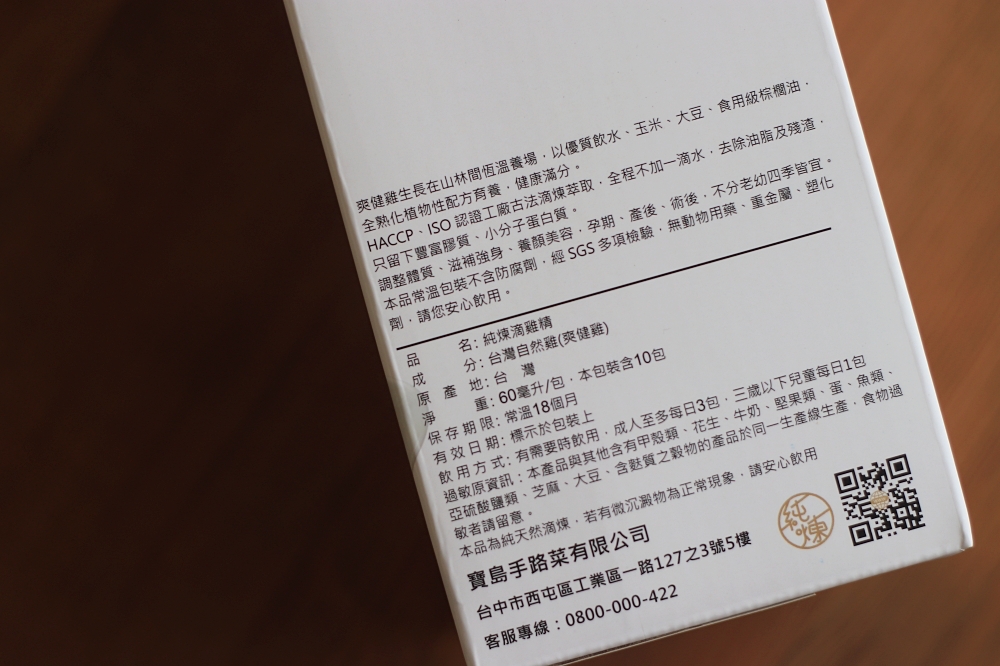 爽健雞生長在山林間恆溫養場，以優質飲水、玉米、大豆、食用級棕櫚油，
全熟化植物性配方育養，健康滿分。
HACCP、ISO 認證工廠古法滴煉萃取，全程不加一滴水，去除油脂及殘渣，
只留下豐富膠質、小分子蛋白質。
調整體質、滋補強身、養顏美容，孕期、產後、術後，不分老幼四季皆宜。
本品常溫包裝不含防腐劑，經 SGS 多項檢驗，無動物用藥、重金屬、塑化
劑，請您安心飲用。
品名: 純煉滴雞精
成分: 台灣自然雞(爽健雞)
原產地: 台 灣
淨重: 60毫升/包，本包裝含10包
保存期限: 常溫18個月
有效日期: 標示於包裝上
飲用方式: 有需要時飲用，成人至多每日3包，三歲以下兒童每日1包
過敏原資訊：本產品與其他含有甲殼類、花生、牛奶、堅果類、蛋、魚類、
亞硫酸鹽類、芝麻、大豆、含麩質之穀物的產品於同一生產線生產，食物過
敏者請留意。
本品為純天然滴煉，若有微沉澱物為正常現象，請安心飲用
純煉
寶島手路菜有限公司
台中市西屯區工業區一路127之3號5樓
客服專線：0800-000-422